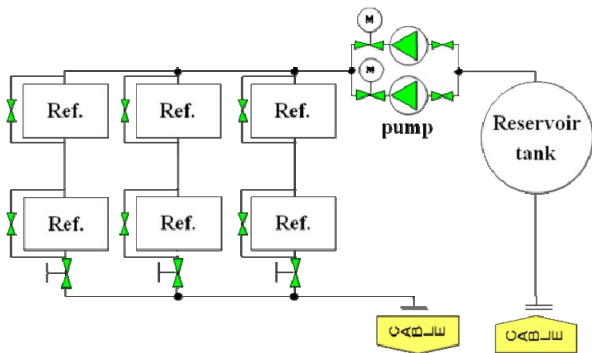 M
M
Ref. Ref. Ref.
pump
Reservoir
tank
Ref. Ref. Ref.
CABLE
CABLE